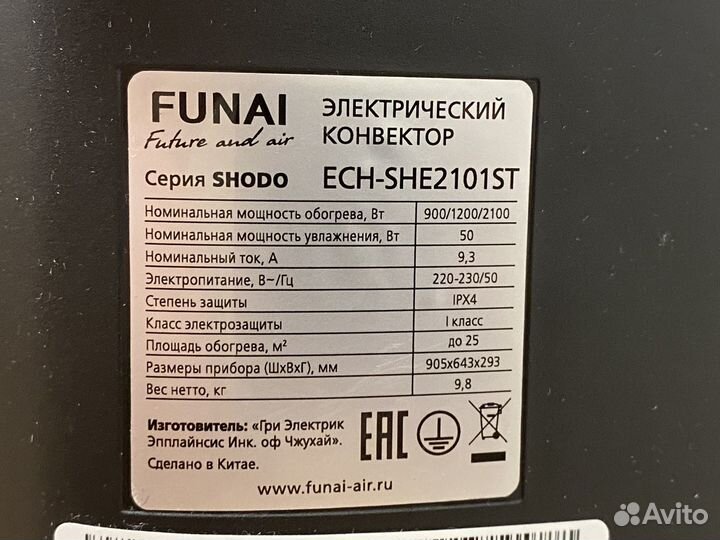 FUNAI
Future and air
ЭЛЕКТРИЧЕСКИЙ
КОНВЕКТОР
Серия SHODO ECH-SHE2101ST
Номинальная мощность обогрева, Вт 900/1200/2100
Номинальная мощность увлажнения, Вт 50
Номинальный ток, А 9,3
Электропитание, В~/Гц 220-230/50
Степень защиты IPX4
Класс электрозащиты I класс
Площадь обогрева, м² до 25
Размеры прибора (ШхВхГ), мм 905x643x293
Вес нетто, кг 9,8
Изготовитель: «Гри Электрик
Эпплайнсис Инк. оф Чжухай».
Сделано в Китае.
EAC
www.funai-air.ru
Avito